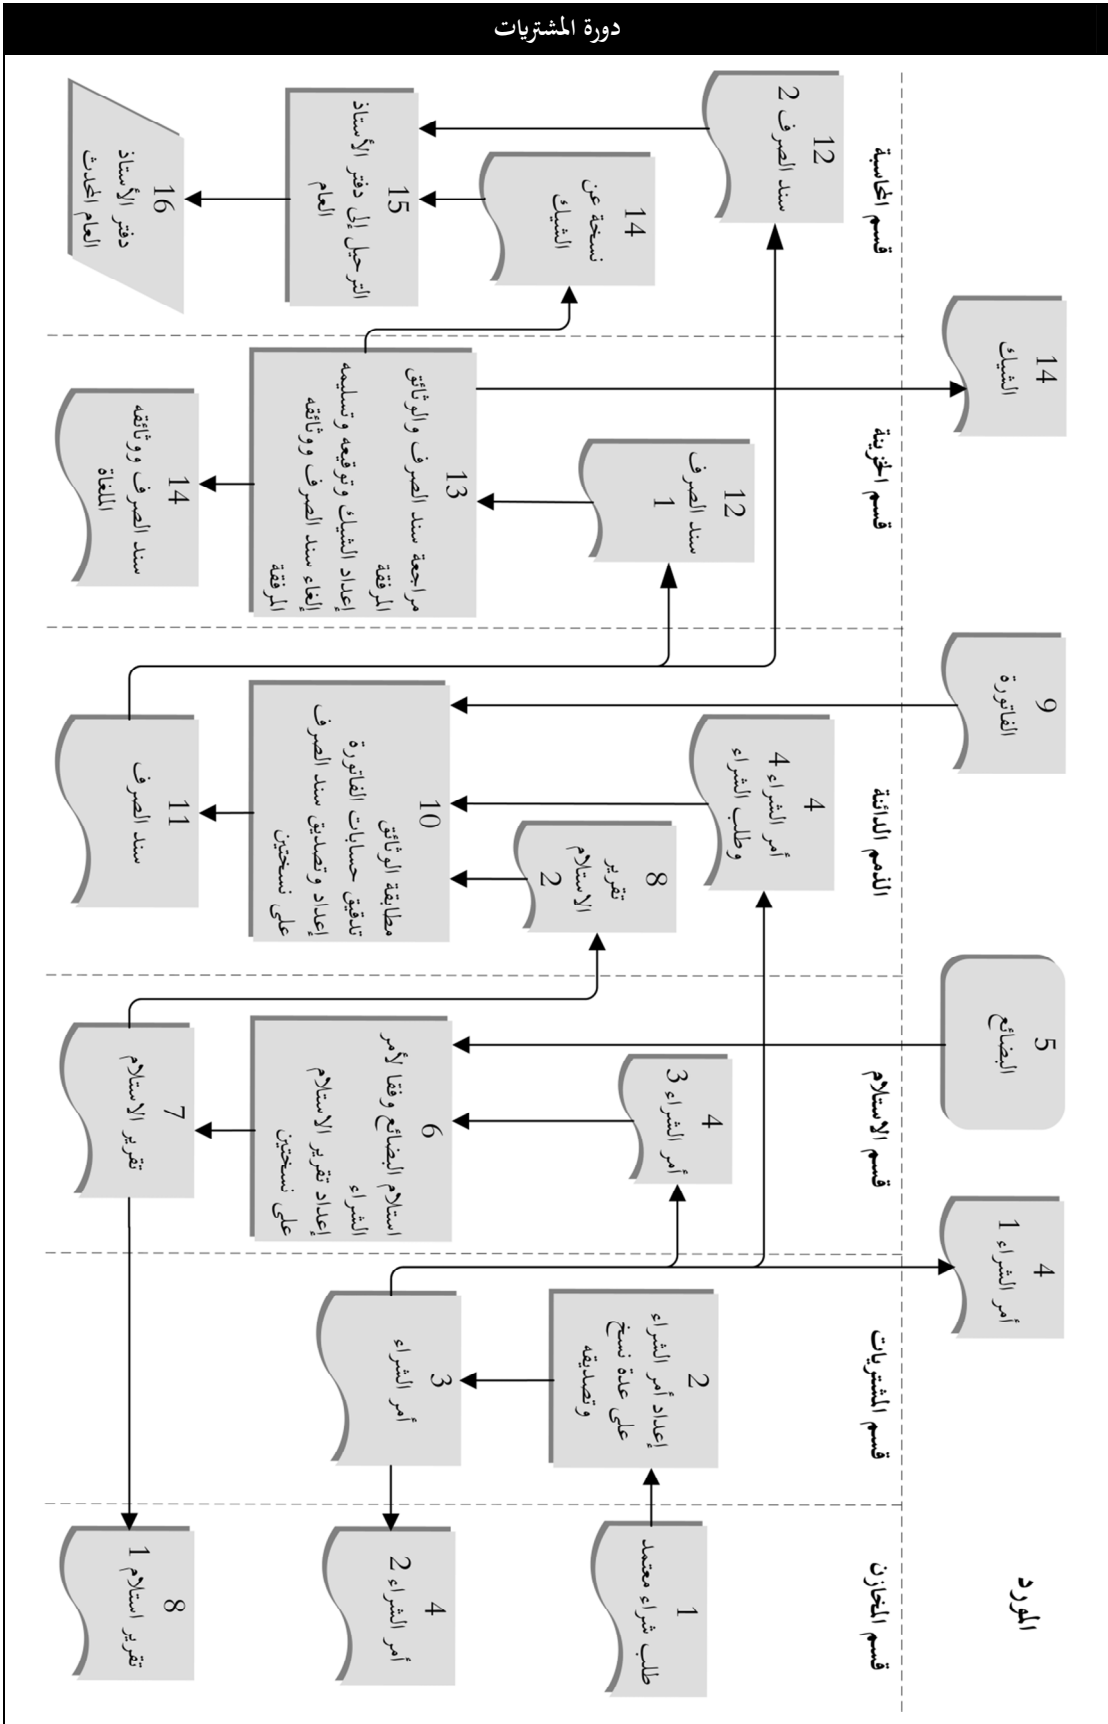 دورة المشتريات
المورد
4
أمر الشراء 1
5
البضائع
9
الفاتورة
14
الشيك
قسم المخازن
1
طلب شراء معتمد
4
أمر الشراء 2
8
تقرير استلام 1
قسم المشتريات
2
إعداد أمر الشراء
على عدة نسخ
وتصديقه
3
أمر الشراء
قسم الاستلام
4
أمر الشراء 3
6
استلام البضائع وفقا لأمر
الشراء
إعداد تقرير الاستلام
على نسختين
7
تقرير الاستلام
الذمم الدائنة
4
أمر الشراء 4
وطلب الشراء
8
تقرير
الاستلام
2
10
مطابقة الوثائق
تدقيق حسابات الفاتورة
إعداد وتصديق سند الصرف
على نسختين
11
سند الصرف
قسم الخزينة
12
سند الصرف
1
13
مراجعة سند الصرف والوثائق
المرفقة
إعداد الشيك وتوقيعه وتسليمه
إلغاء سند الصرف ووثائقه
المرفقة
14
سند الصرف ووثائقه
الملغاة
قسم المحاسبة
12
سند الصرف 2
14
نسخة عن
الشيك
15
الترحيل إلى دفتر الأستاذ
العام
16
دفتر الأستاذ
العام المحدث